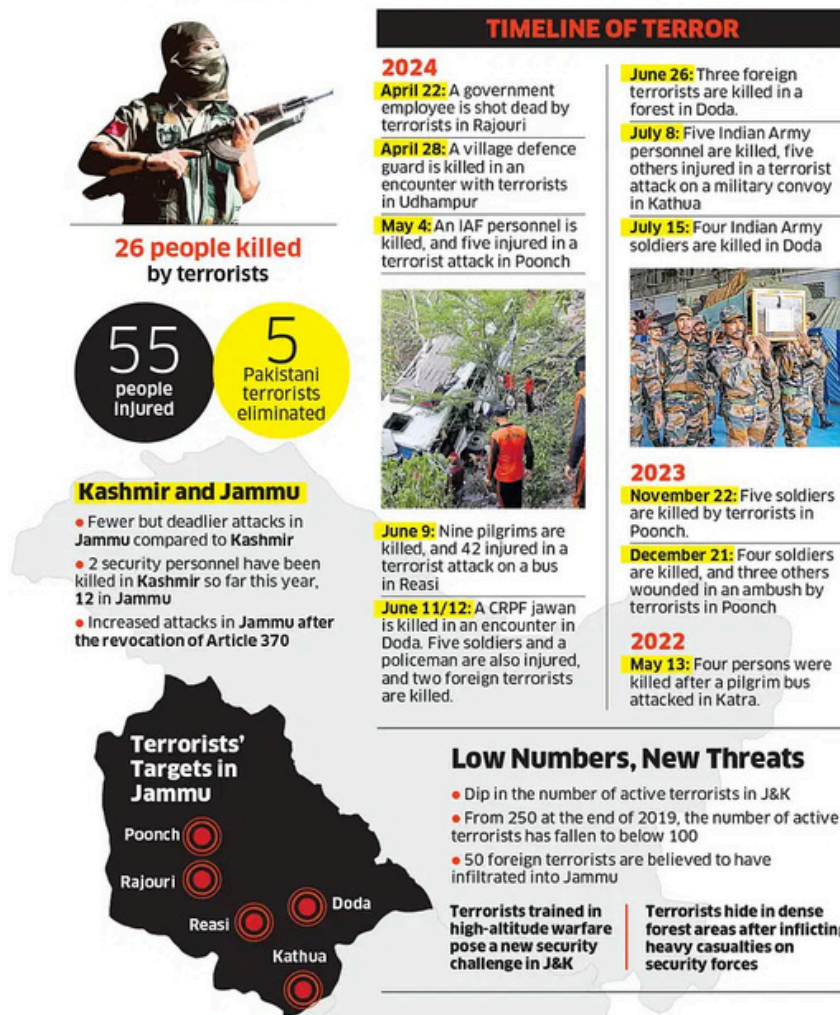 26 people killed
by terrorists
55
people
injured
5
Pakistani
terrorists
eliminated
Kashmir and Jammu
• Fewer but deadlier attacks in
Jammu compared to Kashmir
• 2 security personnel have been
killed in Kashmir so far this year,
12 in Jammu
• Increased attacks in Jammu after
the revocation of Article 370
Terrorists'
Targets in
Jammu
Poonch
Rajouri
Reasi
Doda
Kathua
TIMELINE OF TERROR
2024
April 22: A government
employee is shot dead by
terrorists in Rajouri
April 28: A village defence
guard is killed in an
encounter with terrorists
in Udhampur
May 4: An IAF personnel is
killed, and five injured in a
terrorist attack in Poonch
June 9: Nine pilgrims are
killed, and 42 injured in a
terrorist attack on a bus
in Reasi
June 11/12: A CRPF jawan
is killed in an encounter in
Doda. Five soldiers and a
policeman are also injured,
and two foreign terrorists
are killed.
June 26: Three foreign
terrorists are killed in a
forest in Doda.
July 8: Five Indian Army
personnel are killed, five
others injured in a terrorist
attack on a military convoy
in Kathua
July 15: Four Indian Army
soldiers are killed in Doda
2023
November 22: Five soldiers
are killed by terrorists in
Poonch.
December 21: Four soldiers
are killed, and three others
wounded in an ambush by
terrorists in Poonch
2022
May 13: Four persons were
killed after a pilgrim bus
attacked in Katra.
Low Numbers, New Threats
• Dip in the number of active terrorists in J&K
• From 250 at the end of 2019, the number of active
terrorists has fallen to below 100
• 50 foreign terrorists are believed to have
infiltrated into Jammu
Terrorists trained in
high-altitude warfare
pose a new security
challenge in J&K
Terrorists hide in dense
forest areas after inflicting
heavy casualties on
security forces